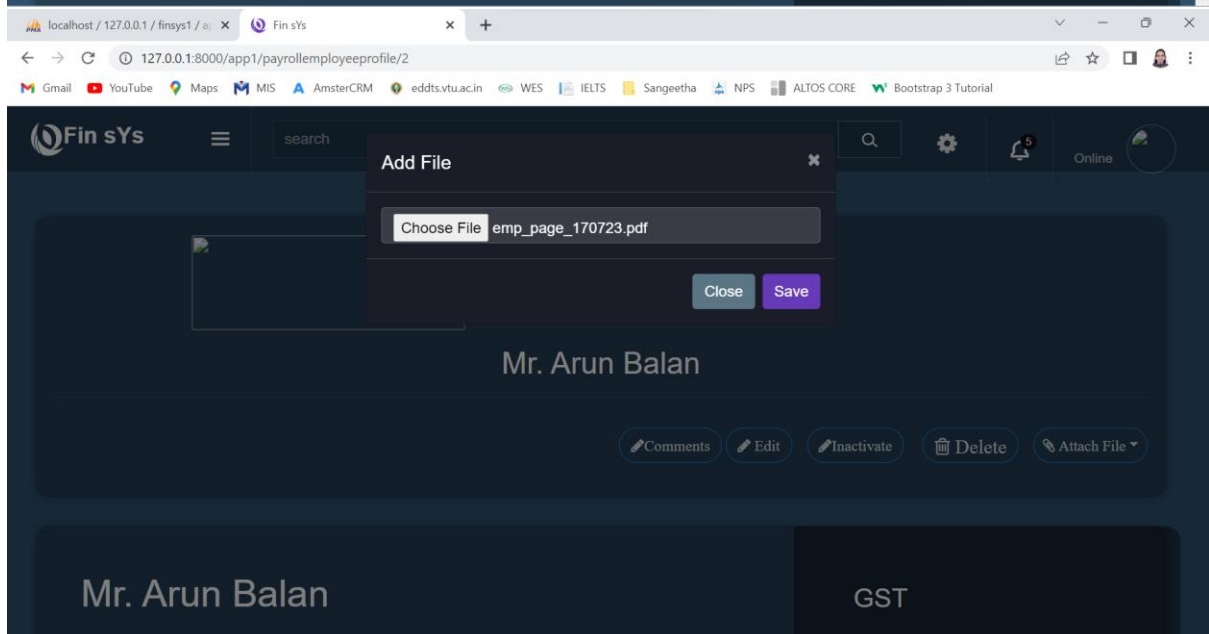 localhost / 127.0.0.1 / finsys1 / a
Fin sYs
127.0.0.1:8000/app1/payrollemployeeprofile/2
Gmail YouTube Maps MIS AmsterCRM eddts.vtu.ac.in WES IELTS Sangeetha NPS ALTOS CORE Bootstrap 3 Tutorial
Fin sYs search 5 Online
Add File
Choose File emp_page_170723.pdf
Close Save
Mr. Arun Balan
Comments Edit Inactivate Delete Attach File
Mr. Arun Balan GST